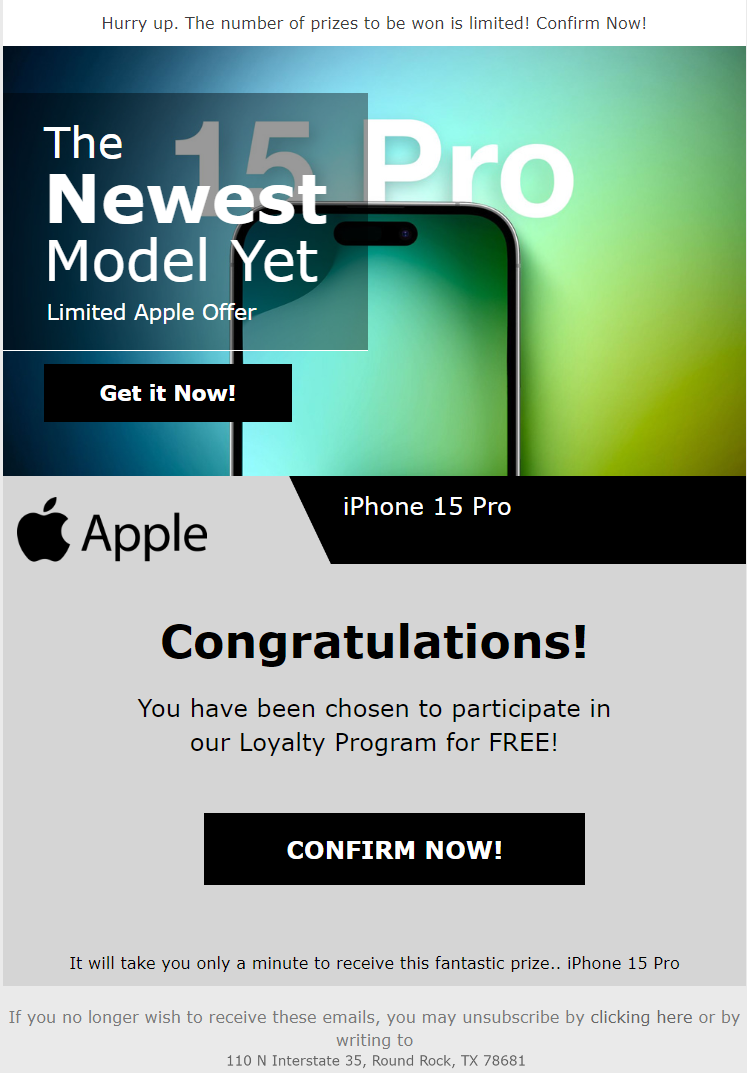 Hurry up. The number of prizes to be won is limited! Confirm Now!
15 Pro
The
Newest
Model Yet
Limited Apple Offer
Get it Now!
Apple
iPhone 15 Pro
Congratulations!
You have been chosen to participate in
our Loyalty Program for FREE!
CONFIRM NOW!
It will take you only a minute to receive this fantastic prize.. iPhone 15 Pro
If you no longer wish to receive these emails, you may unsubscribe by clicking here or by
writing to
110 N Interstate 35, Round Rock, TX 78681